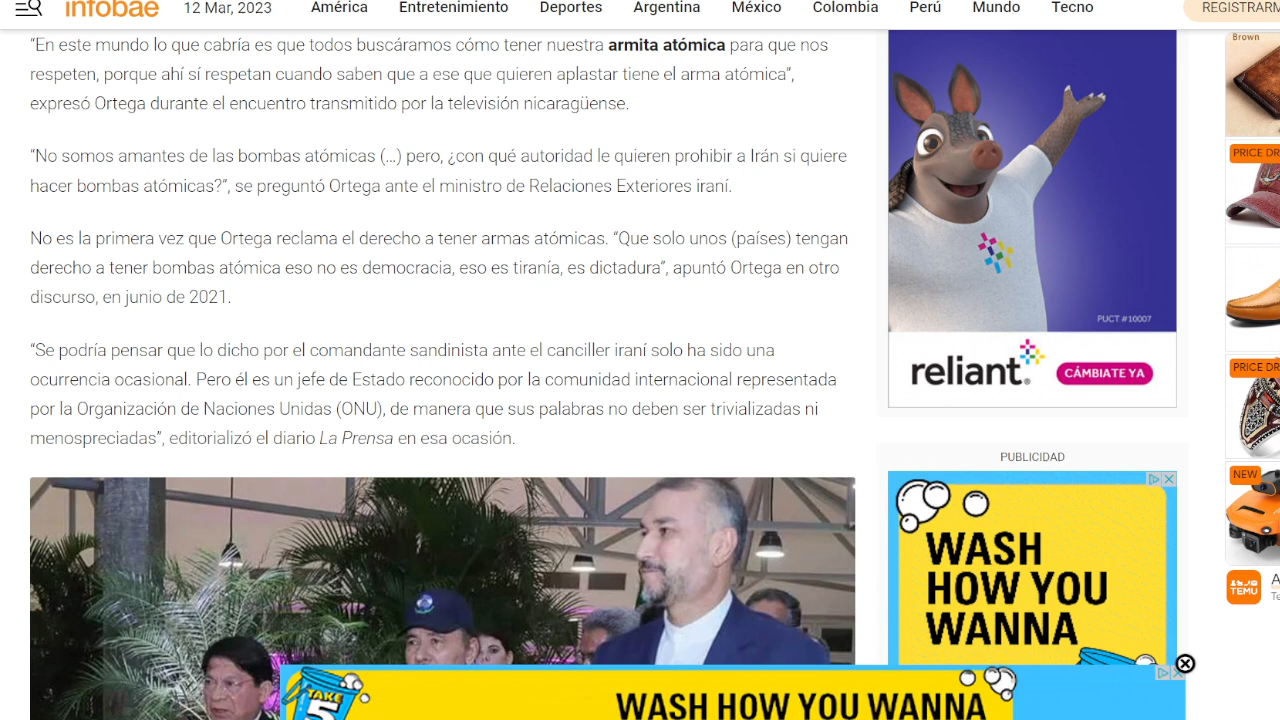 infobae
12 Mar, 2023
América
Entretenimiento
Deportes
Argentina
México
Colombia
Perú
Mundo
Tecno
“En este mundo lo que cabría es que todos buscáramos cómo tener nuestra armita atómica para que nos
respeten, porque ahí sí respetan cuando saben que a ese que quieren aplastar tiene el arma atómica”,
expresó Ortega durante el encuentro transmitido por la televisión nicaragüense.
“No somos amantes de las bombas atómicas (...) pero, ¿con qué autoridad le quieren prohibir a Irán si quiere
hacer bombas atómicas?”, se preguntó Ortega ante el ministro de Relaciones Exteriores iraní.
No es la primera vez que Ortega reclama el derecho a tener armas atómicas. “Que solo unos (países) tengan
derecho a tener bombas atómica eso no es democracia, eso es tiranía, es dictadura”, apuntó Ortega en otro
discurso, en junio de 2021.
“Se podría pensar que lo dicho por el comandante sandinista ante el canciller iraní solo ha sido una
ocurrencia ocasional. Pero él es un jefe de Estado reconocido por la comunidad internacional representada
por la Organización de Naciones Unidas (ONU), de manera que sus palabras no deben ser trivializadas ni
menospreciadas”, editorializó el diario La Prensa en esa ocasión.
PUCT #10007
reliant®
CÁMBIATE YA
PUBLICIDAD
WASH
HOW YOU
WANNA
TAKE
5
WASH HOW YOU WANNA
Brown
PRICE DR
PRICE DR
NEW
TEMU